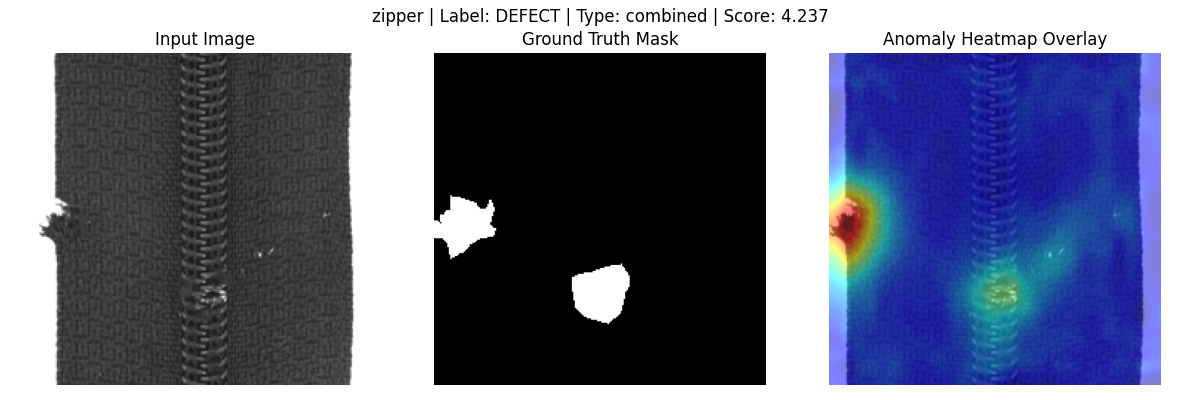 zipper | Label: DEFECT | Type: combined | Score: 4.237
Input Image
Ground Truth Mask
Anomaly Heatmap Overlay